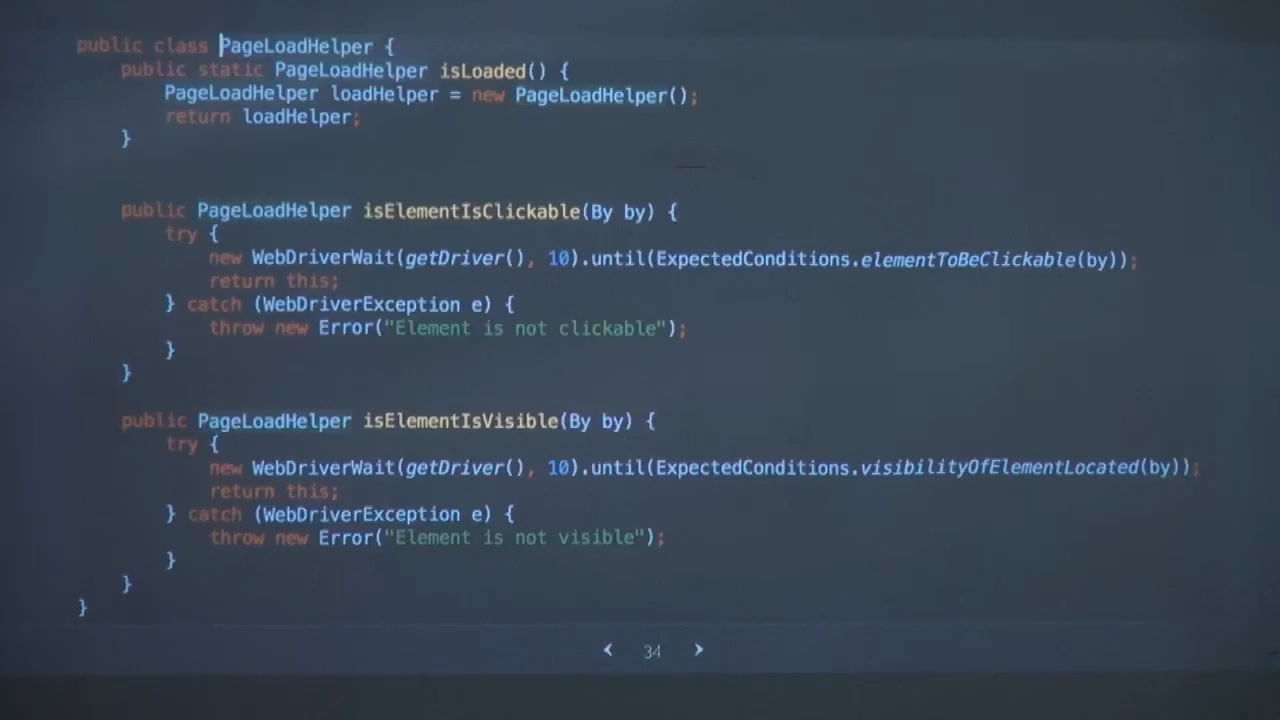 public class PageLoadHelper {
    public static PageLoadHelper isLoaded() {
        PageLoadHelper loadHelper = new PageLoadHelper();
        return loadHelper;
    }
    public PageLoadHelper isElementIsClickable(By by) {
        try {
            new WebDriverWait(getDriver(), 10).until(ExpectedConditions.elementToBeClickable(by));
            return this;
        } catch (WebDriverException e) {
            throw new Error("Element is not clickable");
        }
    }
    public PageLoadHelper isElementIsVisible(By by) {
        try {
            new WebDriverWait(getDriver(), 10).until(ExpectedConditions.visibilityOfElementLocated(by));
            return this;
        } catch (WebDriverException e) {
            throw new Error("Element is not visible");
        }
    }
}
34